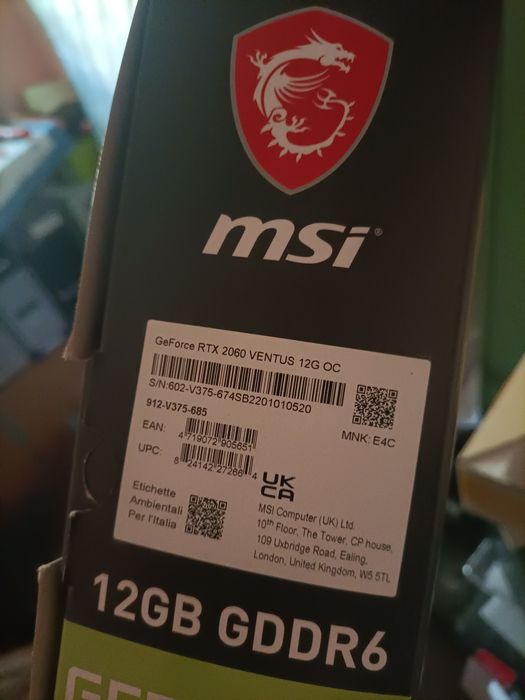 msi®
GeForce RTX 2060 VENTUS 12G OC
S/N:602-V375-674SB2201010520
912-V375-685
MNK: E4C
EAN:
4 719072 905651
UPC:
8 24142 27266 4
UK
CA
Etichette
Ambientali
Per l'Italia
MSI Computer (UK) Ltd.
10th Floor, The Tower, CP house,
109 Uxbridge Road, Ealing,
London, United Kingdom, W5 5TL
12GB GDDR6